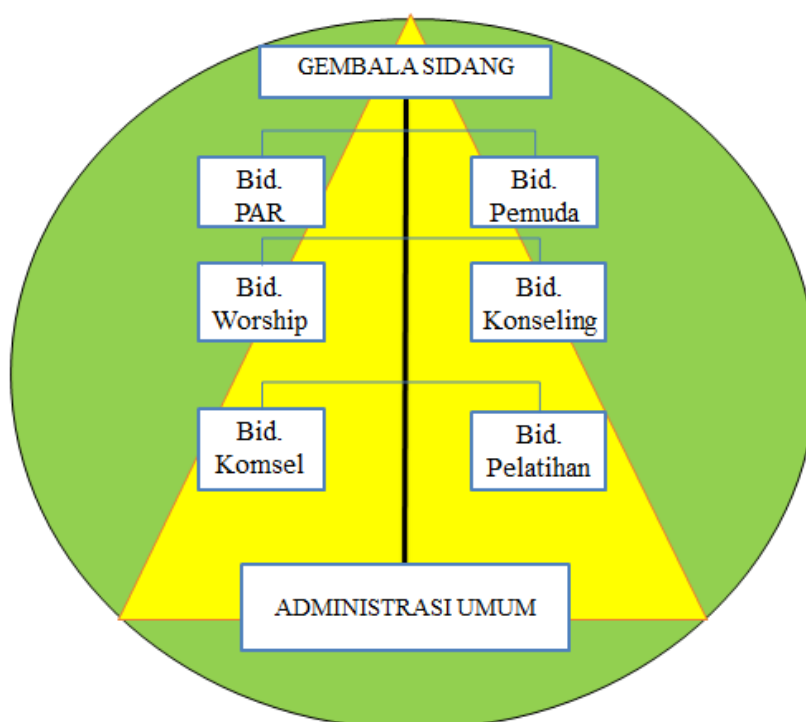 GEMBALA SIDANG
Bid.
PAR
Bid.
Pemuda
Bid.
Worship
Bid.
Konseling
Bid.
Komsel
Bid.
Pelatihan
ADMINISTRASI UMUM